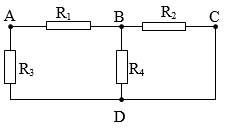 A R₁ B R₂ C
R₃ R₄
D